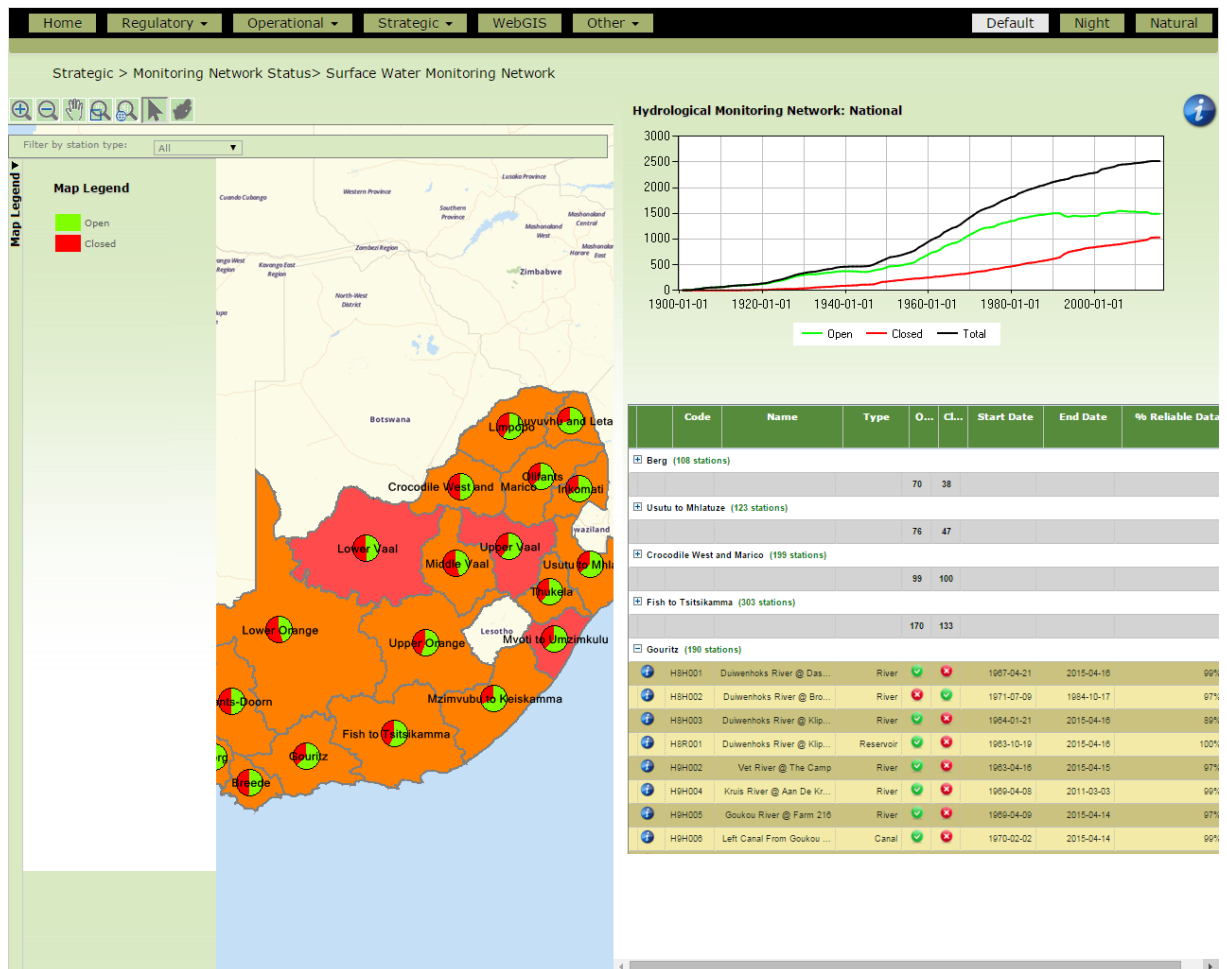 Home Regulatory Operational Strategic WebGIS Other Default Night Natural
Strategic > Monitoring Network Status> Surface Water Monitoring Network
Filter by station type: All
Map Legend
Map Legend
Open
Closed
Lusaka Province
Cuando Cubango
Western Province
Southern
Province
Mashonaland
Central
Mashonaland
West
Zambezi Region
Mashonalan
East
Harare
Kavango East
Region
Region
Zimbabwe
North-West
District
Botswana
Limpopo
Luvuvhu and Leta
Olifants
Crocodile West and Marico
Inkomati
waziland
Lower Vaal
Upper Vaal
Middle Vaal
Usutu to Mhla
Thukela
Lower Orange
Lesotho
Mvoti to Umzimkulu
Upper Orange
nts-Doorn
Mzimvubu to Keiskamma
Fish to Tsitsikamma
Gouritz
rg
Breede
Hydrological Monitoring Network: National
3000
2500
2000
1500
1000
500
0
1900-01-01 1920-01-01 1940-01-01 1960-01-01 1980-01-01 2000-01-01
Open Closed Total
Code Name Type O... Cl... Start Date End Date % Reliable Data
Berg (108 stations)
70 38
Usutu to Mhlatuze (123 stations)
76 47
Crocodile West and Marico (199 stations)
99 100
Fish to Tsitsikamma (303 stations)
170 133
Gouritz (190 stations)
H8H001 Duiwenhoks River @ Das... River 1967-04-21 2015-04-16 99%
H8H002 Duiwenhoks River @ Bro... River 1971-07-09 1984-10-17 97%
H8H003 Duiwenhoks River @ Klip... River 1964-01-21 2015-04-16 89%
H8R001 Duiwenhoks River @ Klip... Reservoir 1963-10-19 2015-04-16 100%
H9H002 Vet River @ The Camp River 1963-04-16 2015-04-15 97%
H9H004 Kruis River @ Aan De Kr... River 1969-04-08 2011-03-03 99%
H9H005 Goukou River @ Farm 216 River 1969-04-09 2015-04-14 97%
H9H006 Left Canal From Goukou ... Canal 1970-02-02 2015-04-14 99%